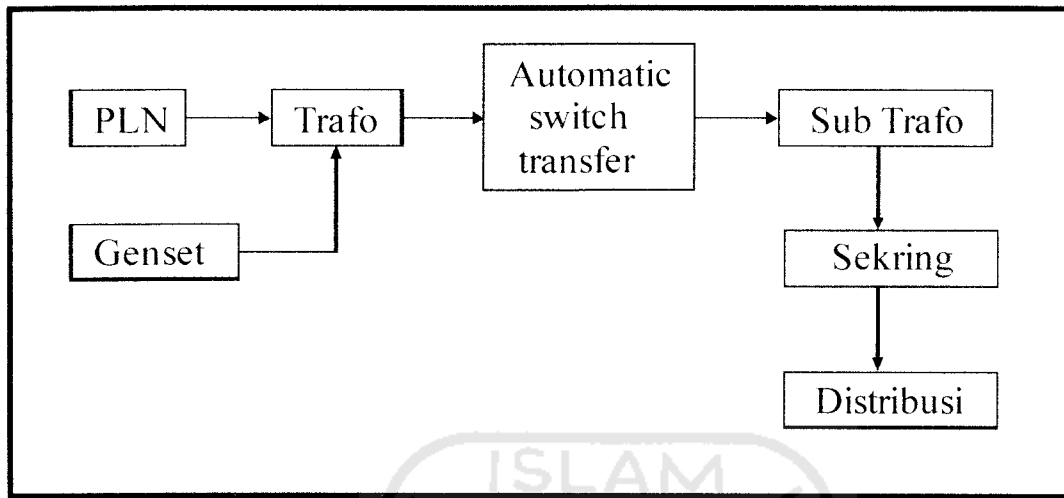 PLN
Trafo
Automatic
switch
transfer
Sub Trafo
Genset
Sekring
Distribusi
ISLAM